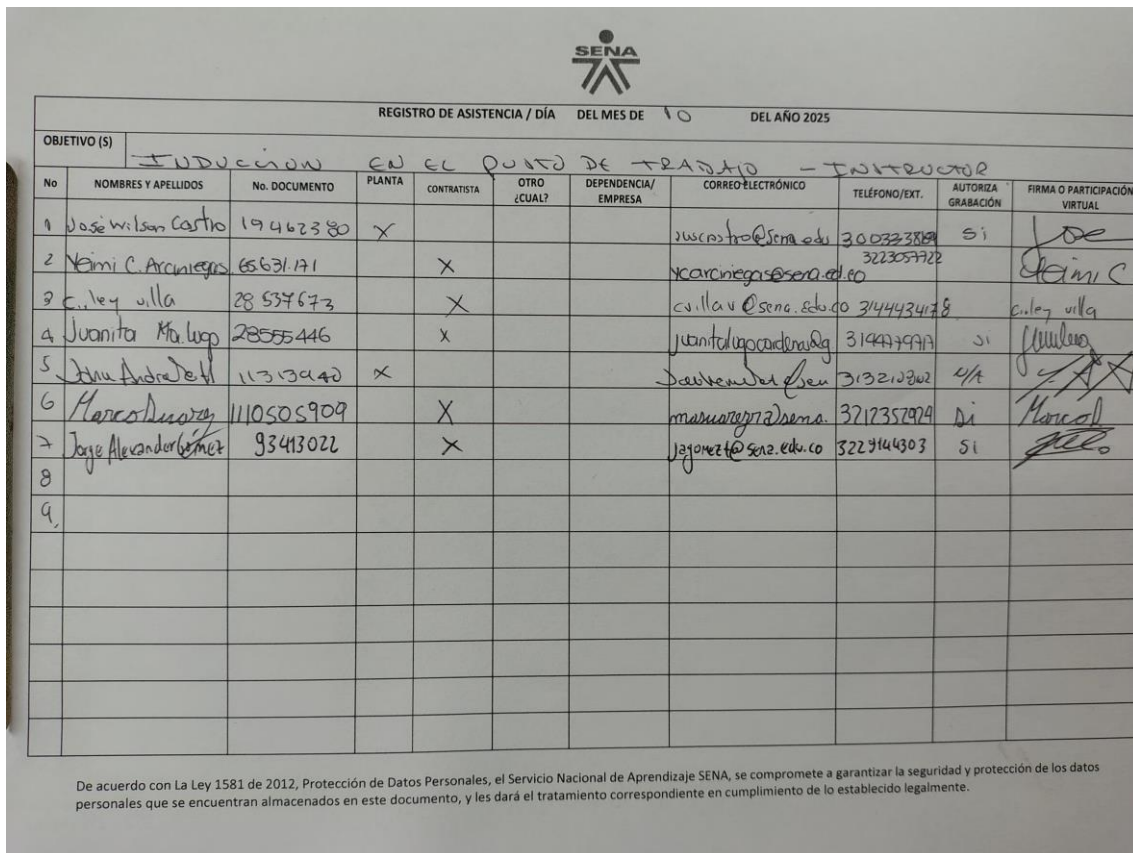 SENA
REGISTRO DE ASISTENCIA / DÍA DEL MES DE 10 DEL AÑO 2025
OBJETIVO (S) INDUCCION EN EL PUNTO DE TRABAJO - INSTRUCTOR
No NOMBRES Y APELLIDOS No. DOCUMENTO PLANTA CONTRATISTA OTRO ¿CUAL? DEPENDENCIA/ EMPRESA CORREO ELECTRÓNICO TELÉFONO/EXT. AUTORIZA GRABACIÓN FIRMA O PARTICIPACIÓN VIRTUAL
1 José Wilson Castro 19462380 X Si
2 Yeimi C. Arciniegas 65631.171 X ycarciniegas@sena.ed.co 3223057722 Yeimi C
3 C..ley villa 28537673 X cvillav@sena.edu.co 3144434178 C..ley villa
4 Juanita Ma. Lugo 28555446 X si
5 X N/A
6 Marco Suarez 1110505909 X 3212352924 Si
7 Jorge Alexander Gómez 93413022 X jagomezt@sena.edu.co 3229144303 Si
8
9,
De acuerdo con La Ley 1581 de 2012, Protección de Datos Personales, el Servicio Nacional de Aprendizaje SENA, se compromete a garantizar la seguridad y protección de los datos
personales que se encuentran almacenados en este documento, y les dará el tratamiento correspondiente en cumplimiento de lo establecido legalmente.